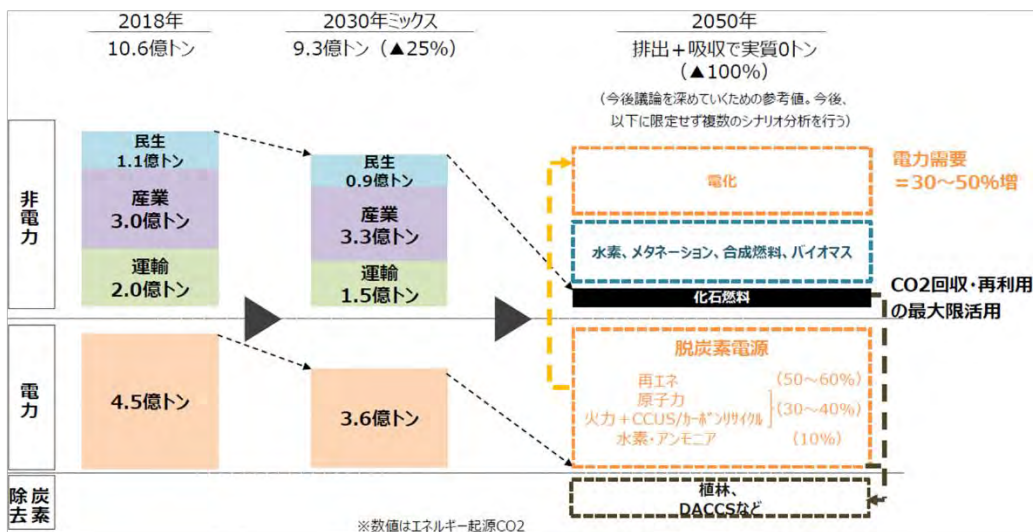 2018年
10.6億トン
2030年ミックス
9.3億トン（▲25%）
2050年
排出＋吸収で実質0トン
（▲100%）
（今後議論を深めていくための参考値。今後、
以下に限定せず複数のシナリオ分析を行う）
非電力
民生
1.1億トン
産業
3.0億トン
運輸
2.0億トン
民生
0.9億トン
産業
3.3億トン
運輸
1.5億トン
電化
電力需要
＝30～50%増
水素、メタネーション、合成燃料、バイオマス
化石燃料
CO2回収・再利用
の最大限活用
電力
4.5億トン
3.6億トン
脱炭素電源
再エネ （50～60%）
原子力
火力＋CCUS/カーボンリサイクル （30～40%）
水素・アンモニア （10%）
炭素除去
植林、
DACCSなど
※数値はエネルギー起源CO2